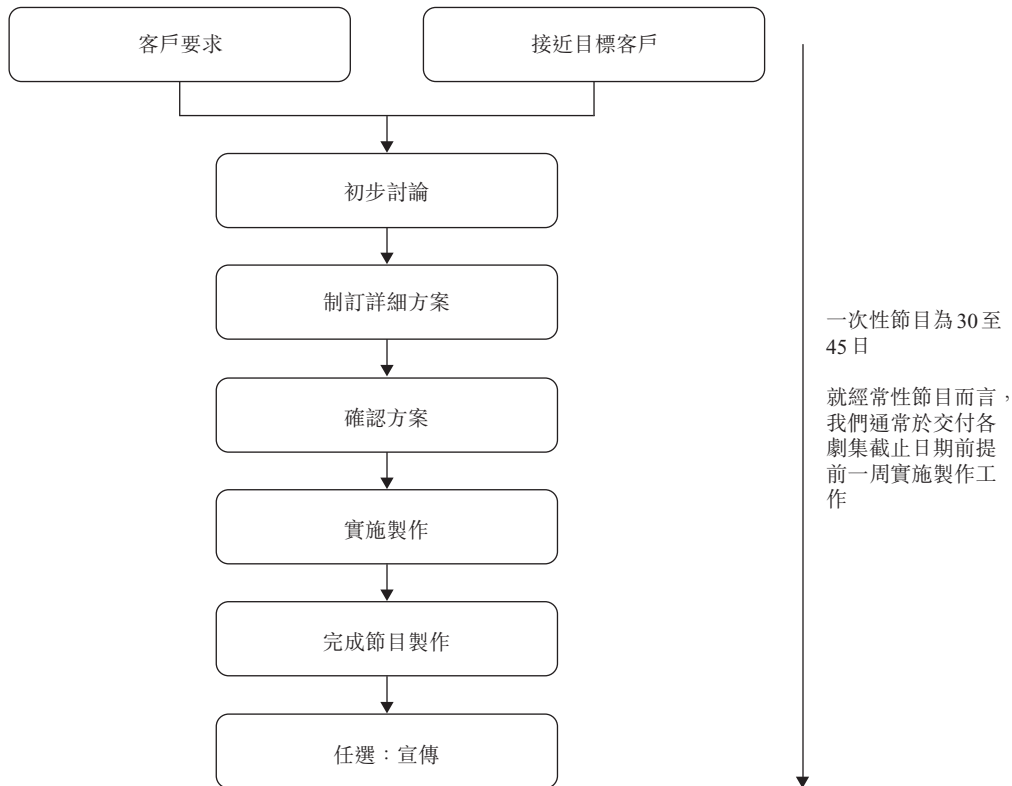 客戶要求
接近目標客戶
初步討論
制訂詳細方案
確認方案
實施製作
完成節目製作
任選：宣傳
一次性節目為30至
45日
就經常性節目而言，
我們通常於交付各
劇集截止日期前提
前一周實施製作工
作